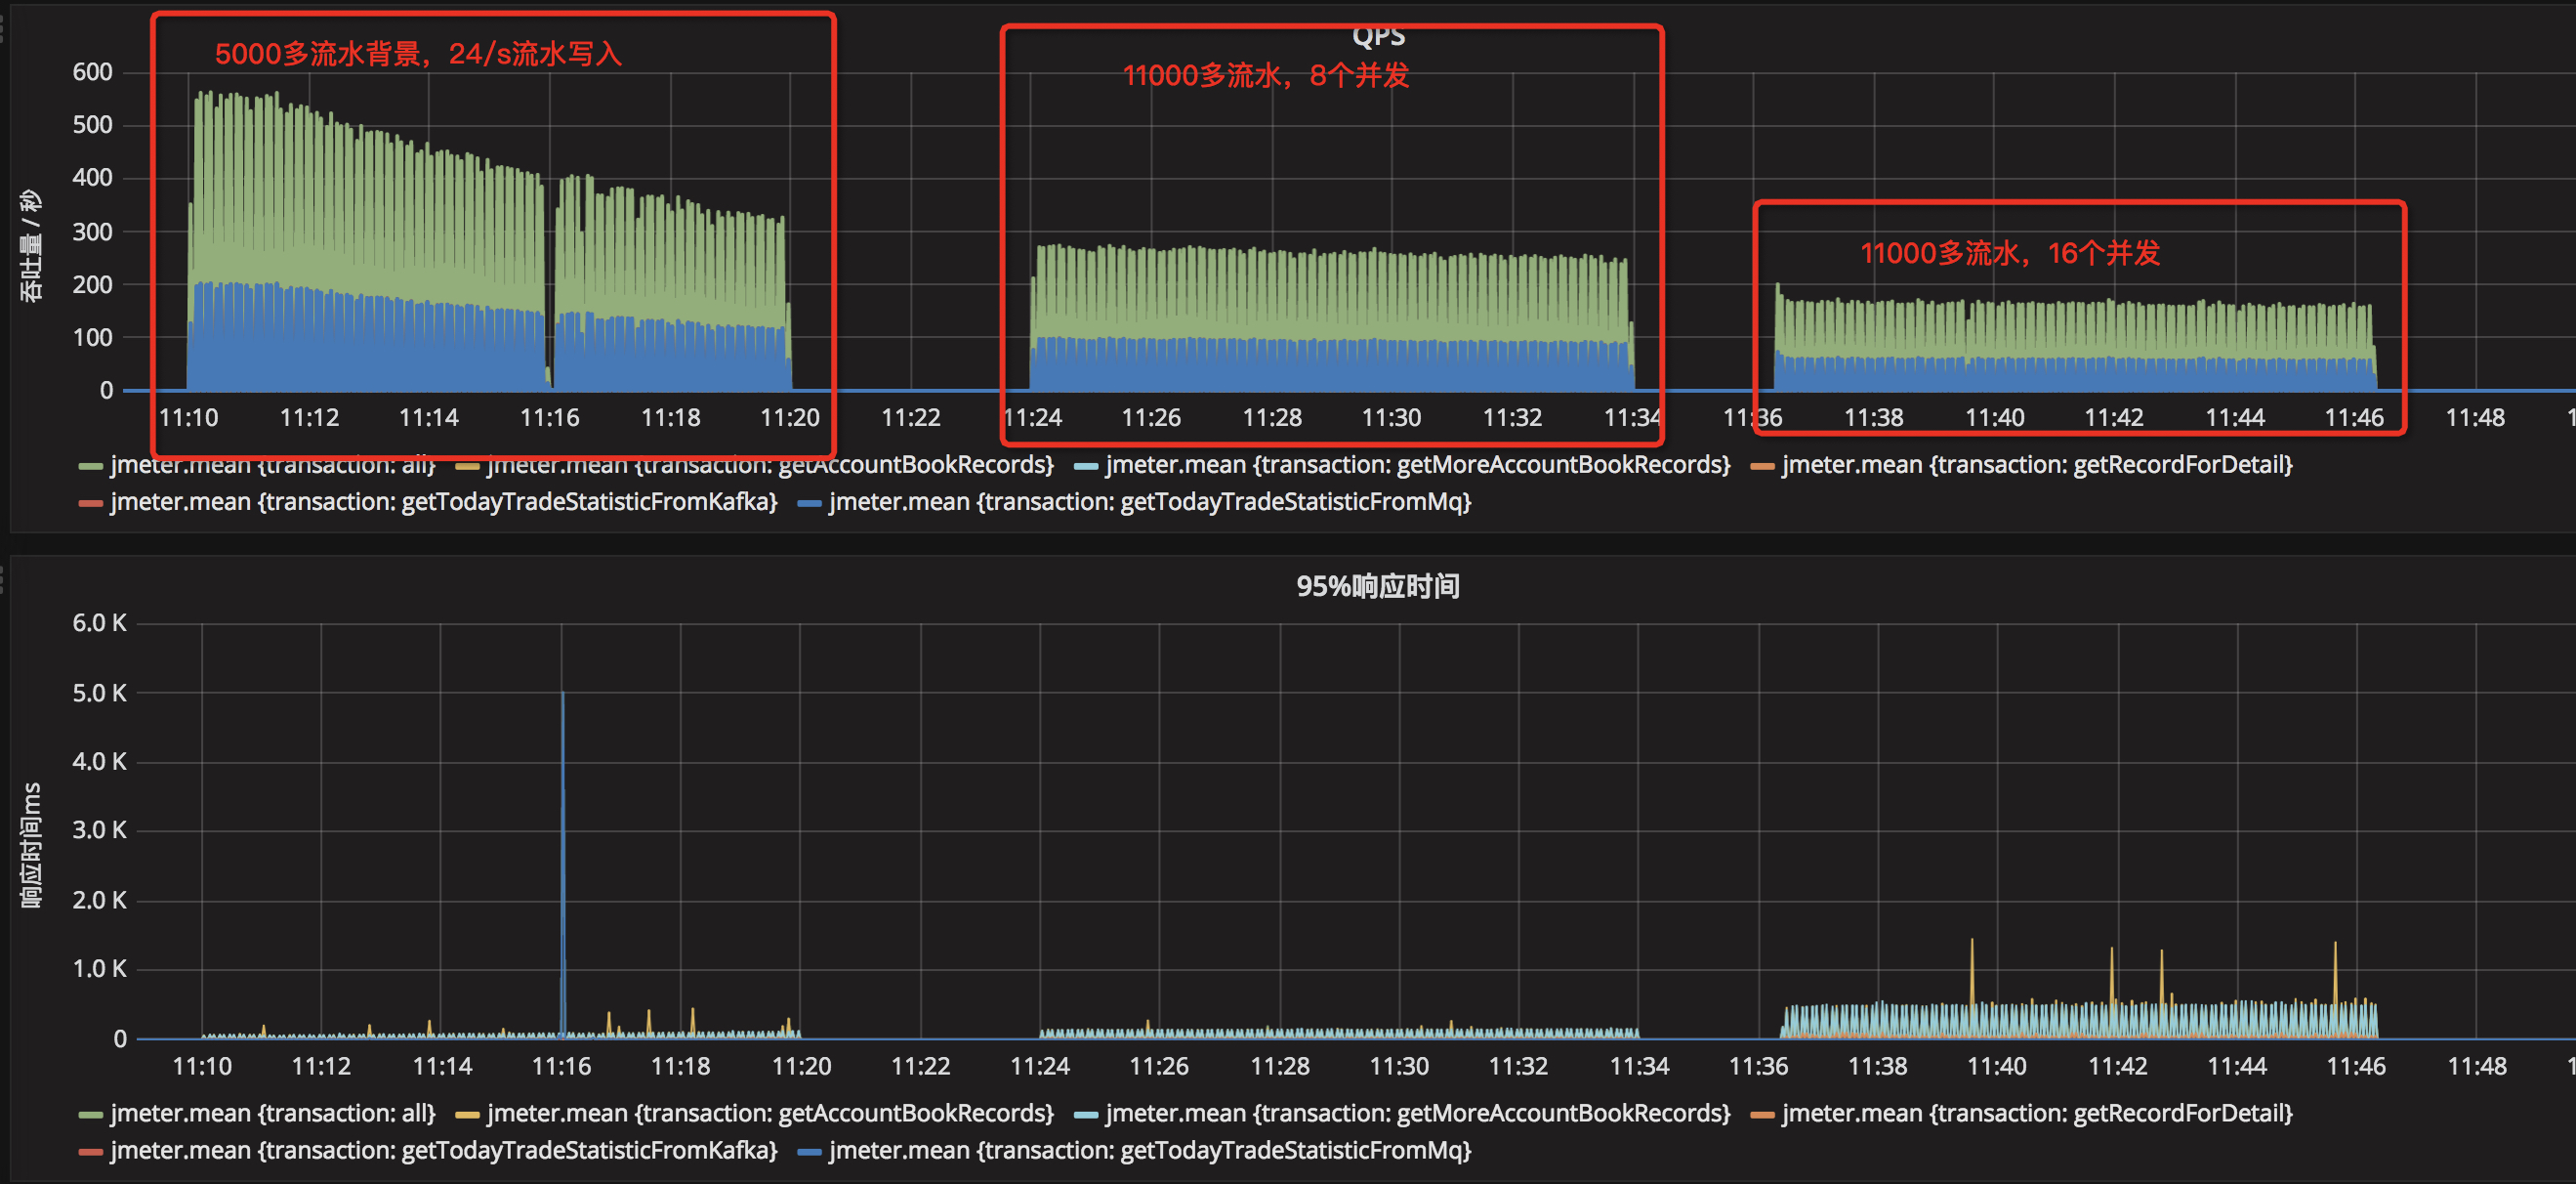 QPS
5000多流水背景，24/s流水写入
11000多流水，8个并发
11000多流水，16个并发
吞吐量 / 秒
600
500
400
300
200
100
0
11:10 11:12 11:14 11:16 11:18 11:20 11:22 11:24 11:26 11:28 11:30 11:32 11:34 11:36 11:38 11:40 11:42 11:44 11:46 11:48
jmeter.mean {transaction: all} jmeter.mean {transaction: getAccountBookRecords} jmeter.mean {transaction: getMoreAccountBookRecords} jmeter.mean {transaction: getRecordForDetail}
jmeter.mean {transaction: getTodayTradeStatisticFromKafka} jmeter.mean {transaction: getTodayTradeStatisticFromMq}
95%响应时间
响应时间ms
6.0 K
5.0 K
4.0 K
3.0 K
2.0 K
1.0 K
0
11:10 11:12 11:14 11:16 11:18 11:20 11:22 11:24 11:26 11:28 11:30 11:32 11:34 11:36 11:38 11:40 11:42 11:44 11:46 11:48
jmeter.mean {transaction: all} jmeter.mean {transaction: getAccountBookRecords} jmeter.mean {transaction: getMoreAccountBookRecords} jmeter.mean {transaction: getRecordForDetail}
jmeter.mean {transaction: getTodayTradeStatisticFromKafka} jmeter.mean {transaction: getTodayTradeStatisticFromMq}